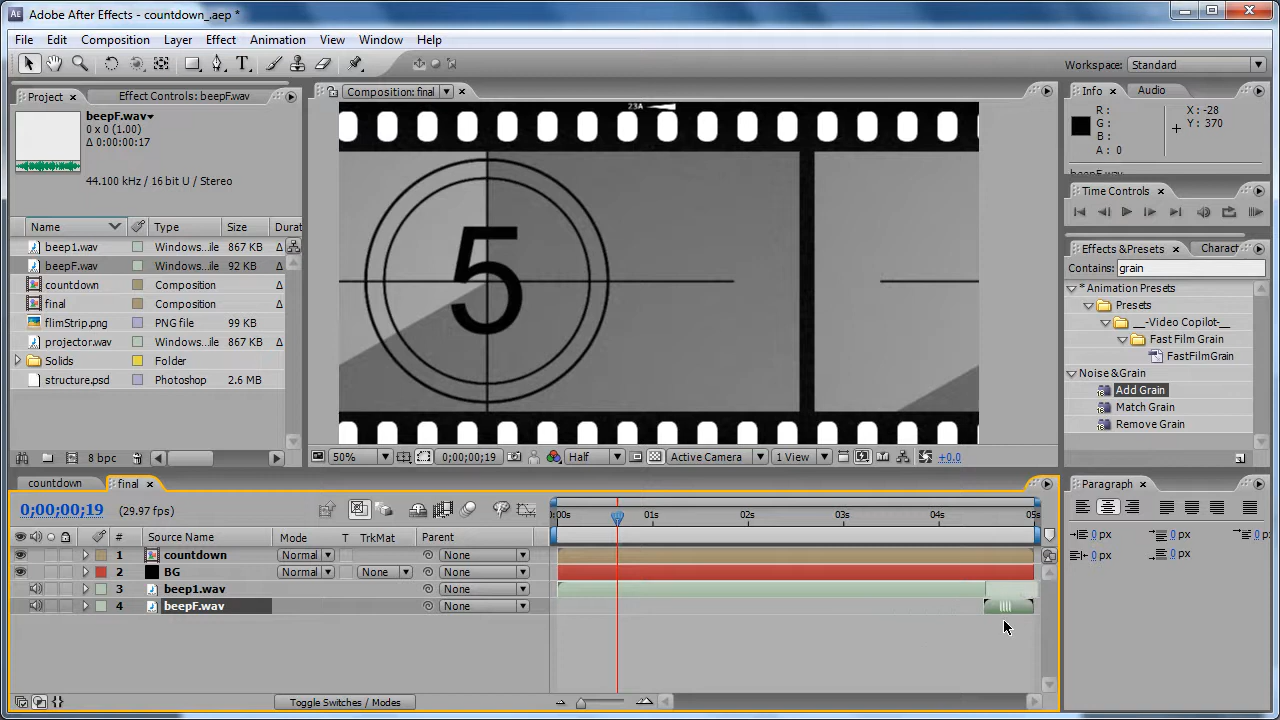 Adobe After Effects - countdown_.aep *
File Edit Composition Layer Effect Animation View Window Help
Workspace: Standard
Project Effect Controls: beepF.wav
beepF.wav
0 x 0 (1.00)
Δ 0:00:00:17
44.100 kHz / 16 bit U / Stereo
Name Type Size Durat
beep1.wav Windows...ile 867 KB Δ
beepF.wav Windows...ile 92 KB Δ
countdown Composition Δ
final Composition Δ
flimStrip.png PNG file 99 KB
projector.wav Windows...ile 867 KB Δ
Solids Folder
structure.psd Photoshop 2.6 MB
8 bpc
Composition: final
23A
5
50% 0;00;00;19 Half Active Camera 1 View +0.0
Info Audio
R :
G :
B :
A : 0
X : -28
Y : 370
Time Controls
Effects & Presets Charact
Contains: grain
* Animation Presets
Presets
__-Video Copilot-__
Fast Film Grain
FastFilmGrain
Noise & Grain
Add Grain
Match Grain
Remove Grain
Paragraph
0 px 0 px 0 px
0 px 0 px
countdown final
0;00;00;19 (29.97 fps)
:00s 01s 02s 03s 04s 05s
# Source Name Mode T TrkMat Parent
1 countdown Normal None
2 BG Normal None None
3 beep1.wav None
4 beepF.wav None
Toggle Switches / Modes